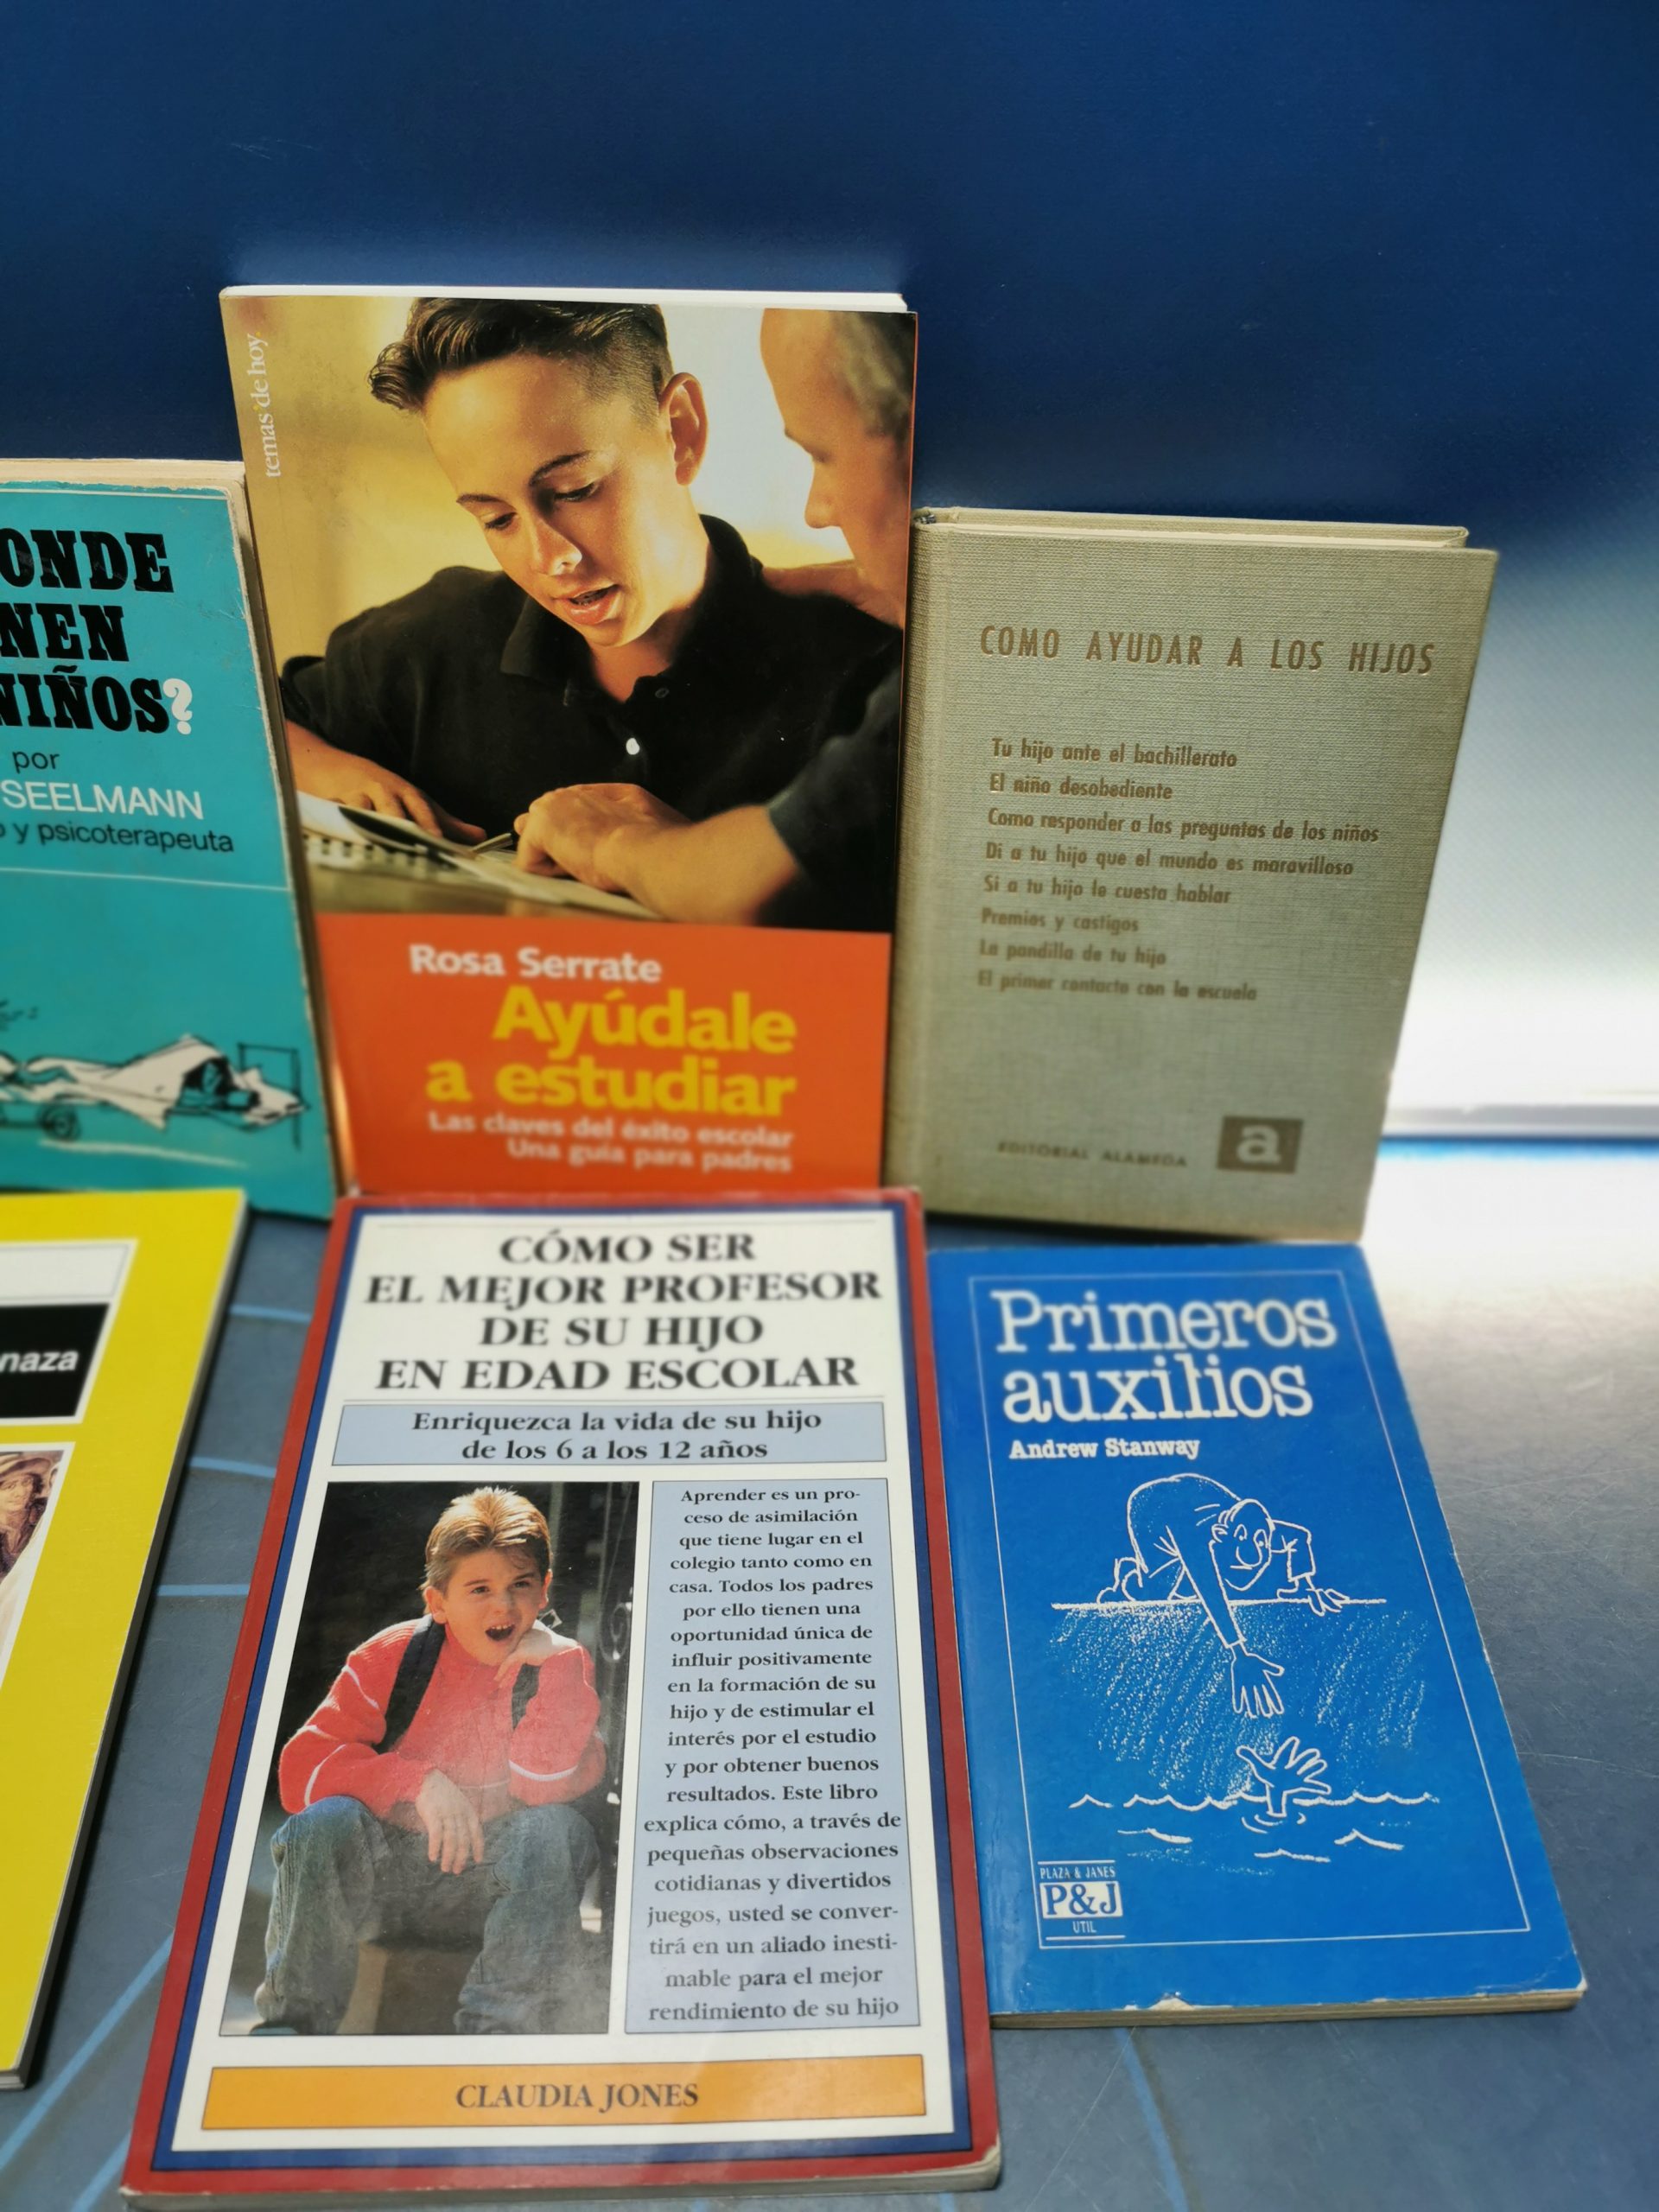 ONDE
NEN
NIÑOS?
por
SEELMANN
y psicoterapeuta
temas de hoy.
Rosa Serrate
Ayúdale
a estudiar
Las claves del éxito escolar
Una guía para padres
COMO AYUDAR A LOS HIJOS
Tu hijo ante el bachillerato
El niño desobediente
Como responder a las preguntas de los niños
Di a tu hijo que el mundo es maravilloso
Si a tu hijo le cuesta hablar
Premios y castigos
La pandilla de tu hijo
El primer contacto con la escuela
EDITORIAL ALAMEDA
a
naza
CÓMO SER
EL MEJOR PROFESOR
DE SU HIJO
EN EDAD ESCOLAR
Enriquezca la vida de su hijo
de los 6 a los 12 años
Aprender es un pro-
ceso de asimilación
que tiene lugar en el
colegio tanto como en
casa. Todos los padres
por ello tienen una
oportunidad única de
influir positivamente
en la formación de su
hijo y de estimular el
interés por el estudio
y por obtener buenos
resultados. Este libro
explica cómo, a través de
pequeñas observaciones
cotidianas y divertidos
juegos, usted se conver-
tirá en un aliado inesti-
mable para el mejor
rendimiento de su hijo
CLAUDIA JONES
Primeros
auxilios
Andrew Stanway
PLAZA & JANES
P&J
UTIL